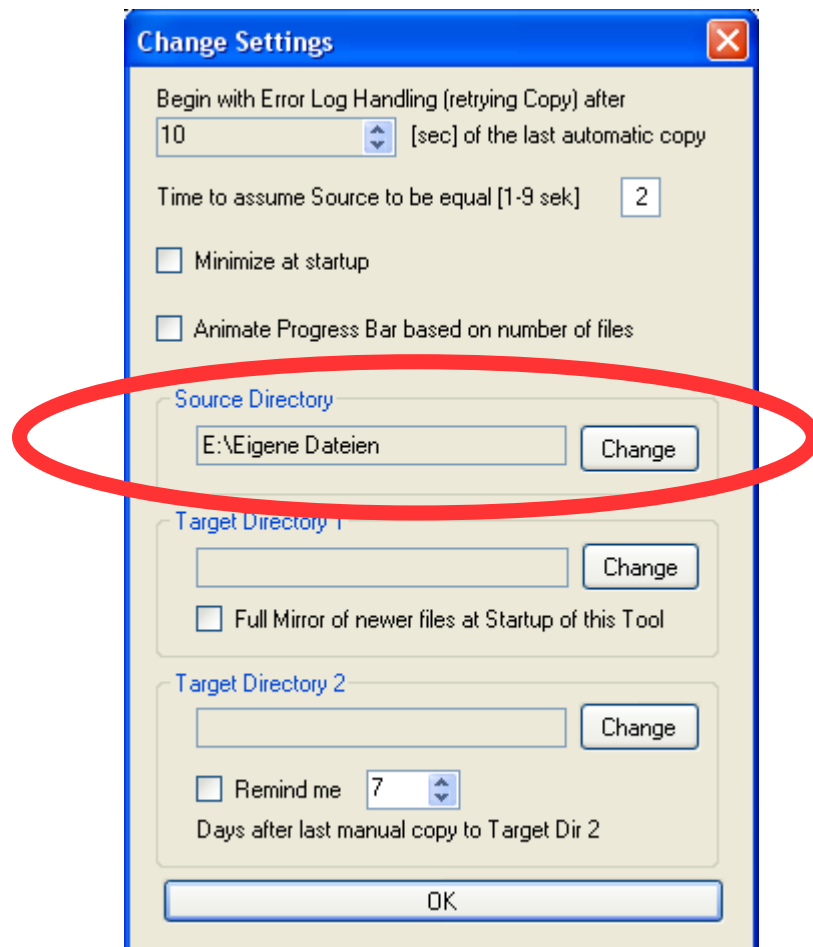 Change Settings
Begin with Error Log Handling (retrying Copy) after
10 [sec] of the last automatic copy
Time to assume Source to be equal [1-9 sek] 2
Minimize at startup
Animate Progress Bar based on number of files
Source Directory
E:\Eigene Dateien Change
Target Directory 1
Change
Full Mirror of newer files at Startup of this Tool
Target Directory 2
Change
Remind me 7
Days after last manual copy to Target Dir 2
OK